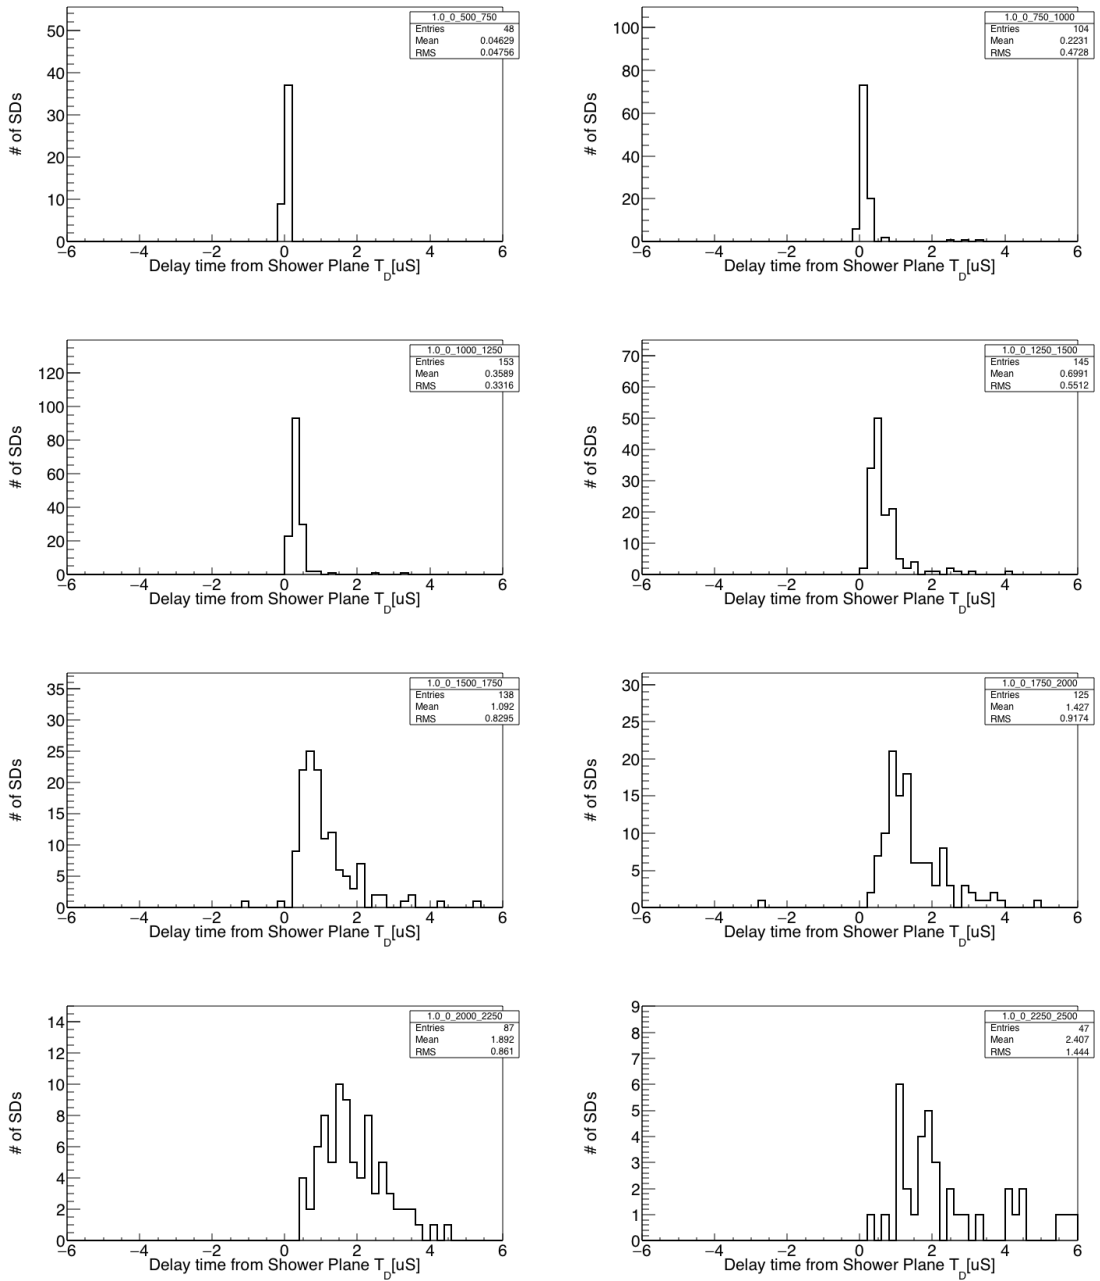 1.0_0_500_750
Entries 48
Mean 0.04629
RMS 0.04756
# of SDs
50
40
30
20
10
0
−6 −4 −2 0 2 4 6
Delay time from Shower Plane T_D[uS]
1.0_0_750_1000
Entries 104
Mean 0.2231
RMS 0.4728
# of SDs
100
80
60
40
20
0
−6 −4 −2 0 2 4 6
Delay time from Shower Plane T_D[uS]
1.0_0_1000_1250
Entries 153
Mean 0.3589
RMS 0.3316
# of SDs
120
100
80
60
40
20
0
−6 −4 −2 0 2 4 6
Delay time from Shower Plane T_D[uS]
1.0_0_1250_1500
Entries 145
Mean 0.6991
RMS 0.5512
# of SDs
70
60
50
40
30
20
10
0
−6 −4 −2 0 2 4 6
Delay time from Shower Plane T_D[uS]
1.0_0_1500_1750
Entries 138
Mean 1.092
RMS 0.8295
# of SDs
35
30
25
20
15
10
5
0
−6 −4 −2 0 2 4 6
Delay time from Shower Plane T_D[uS]
1.0_0_1750_2000
Entries 125
Mean 1.427
RMS 0.9174
# of SDs
30
25
20
15
10
5
0
−6 −4 −2 0 2 4 6
Delay time from Shower Plane T_D[uS]
1.0_0_2000_2250
Entries 87
Mean 1.892
RMS 0.861
# of SDs
14
12
10
8
6
4
2
0
−6 −4 −2 0 2 4 6
Delay time from Shower Plane T_D[uS]
1.0_0_2250_2500
Entries 47
Mean 2.407
RMS 1.444
# of SDs
9
8
7
6
5
4
3
2
1
0
−6 −4 −2 0 2 4 6
Delay time from Shower Plane T_D[uS]